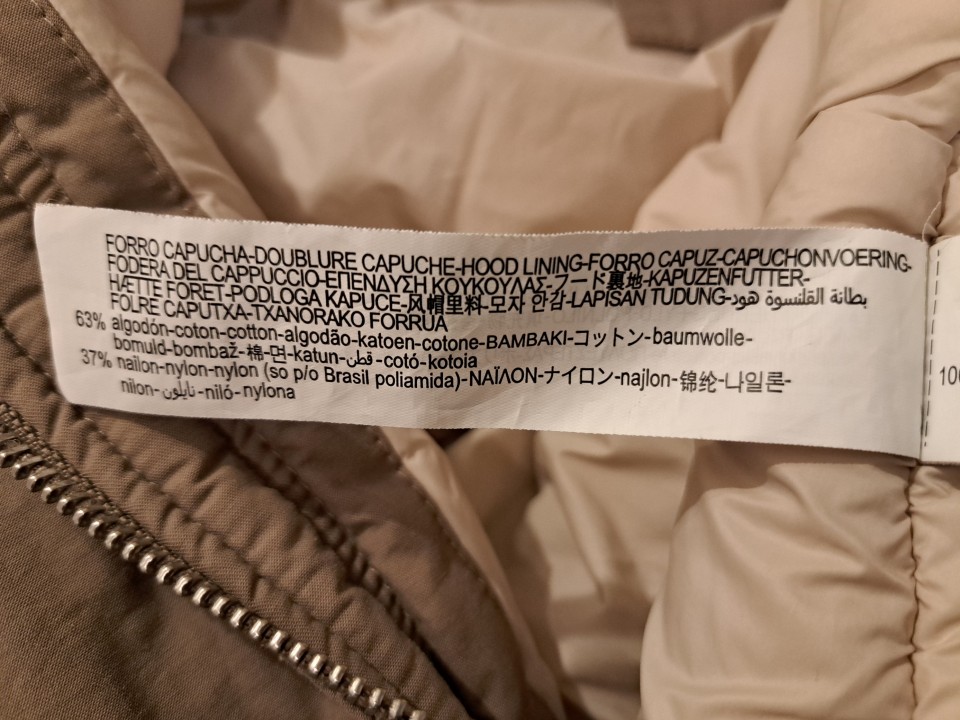 FORRO CAPUCHA-DOUBLURE CAPUCHE-HOOD LINING-FORRO CAPUZ-CAPUCHONVOERING-
FODERA DEL CAPPUCCIO-ΕΠΕΝΔΥΣΗ ΚΟΥΚΟΥΛΑΣ-フード裏地-KAPUZENFUTTER-
HÆTTE FORET-PODLOGA KAPUCE-风帽里料-모자 안감-LAPISAN TUDUNG-بطانة القلنسوة هود
FOLRE CAPUTXA-TXANORAKO FORRUA
63% algodón-coton-cotton-algodão-katoen-cotone-BAMBAKI-コットン-baumwolle-
bomuld-bombaž-棉-면-katun-قطن-cotó-kotoia
37% nailon-nylon-nylon (so p/o Brasil poliamida)-ΝΑΪΛΟΝ-ナイロン-najlon-锦纶-나일론-
nilon-نايلون-niló-nylona
100